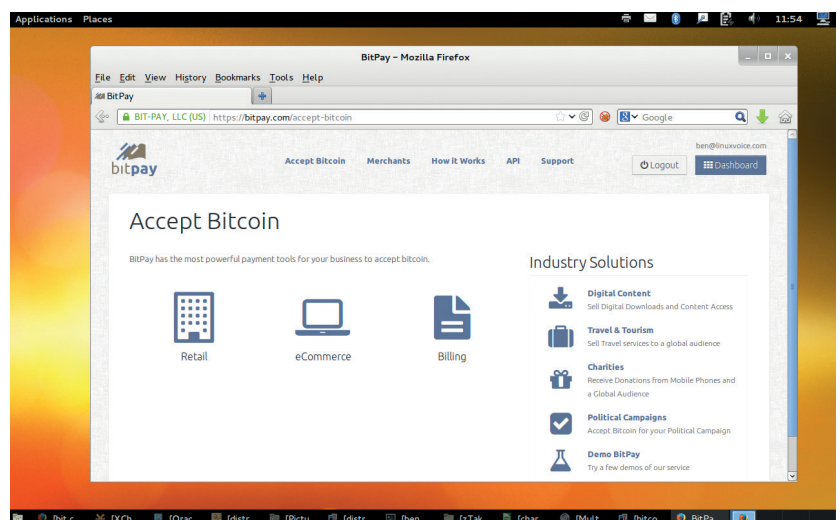 Applications Places 11:54
BitPay – Mozilla Firefox
File Edit View History Bookmarks Tools Help
BitPay
BIT-PAY, LLC (US) https://bitpay.com/accept-bitcoin Google
ben@linuxvoice.com
bitpay Accept Bitcoin Merchants How it Works API Support Logout Dashboard
Accept Bitcoin
BitPay has the most powerful payment tools for your business to accept bitcoin.
Retail eCommerce Billing
Industry Solutions
Digital Content
Sell Digital Downloads and Content Access
Travel & Tourism
Sell Travel services to a global audience
Charities
Receive Donations from Mobile Phones and
a Global Audience
Political Campaigns
Accept Bitcoin for your Political Campaign
Demo BitPay
Try a few demos of our service